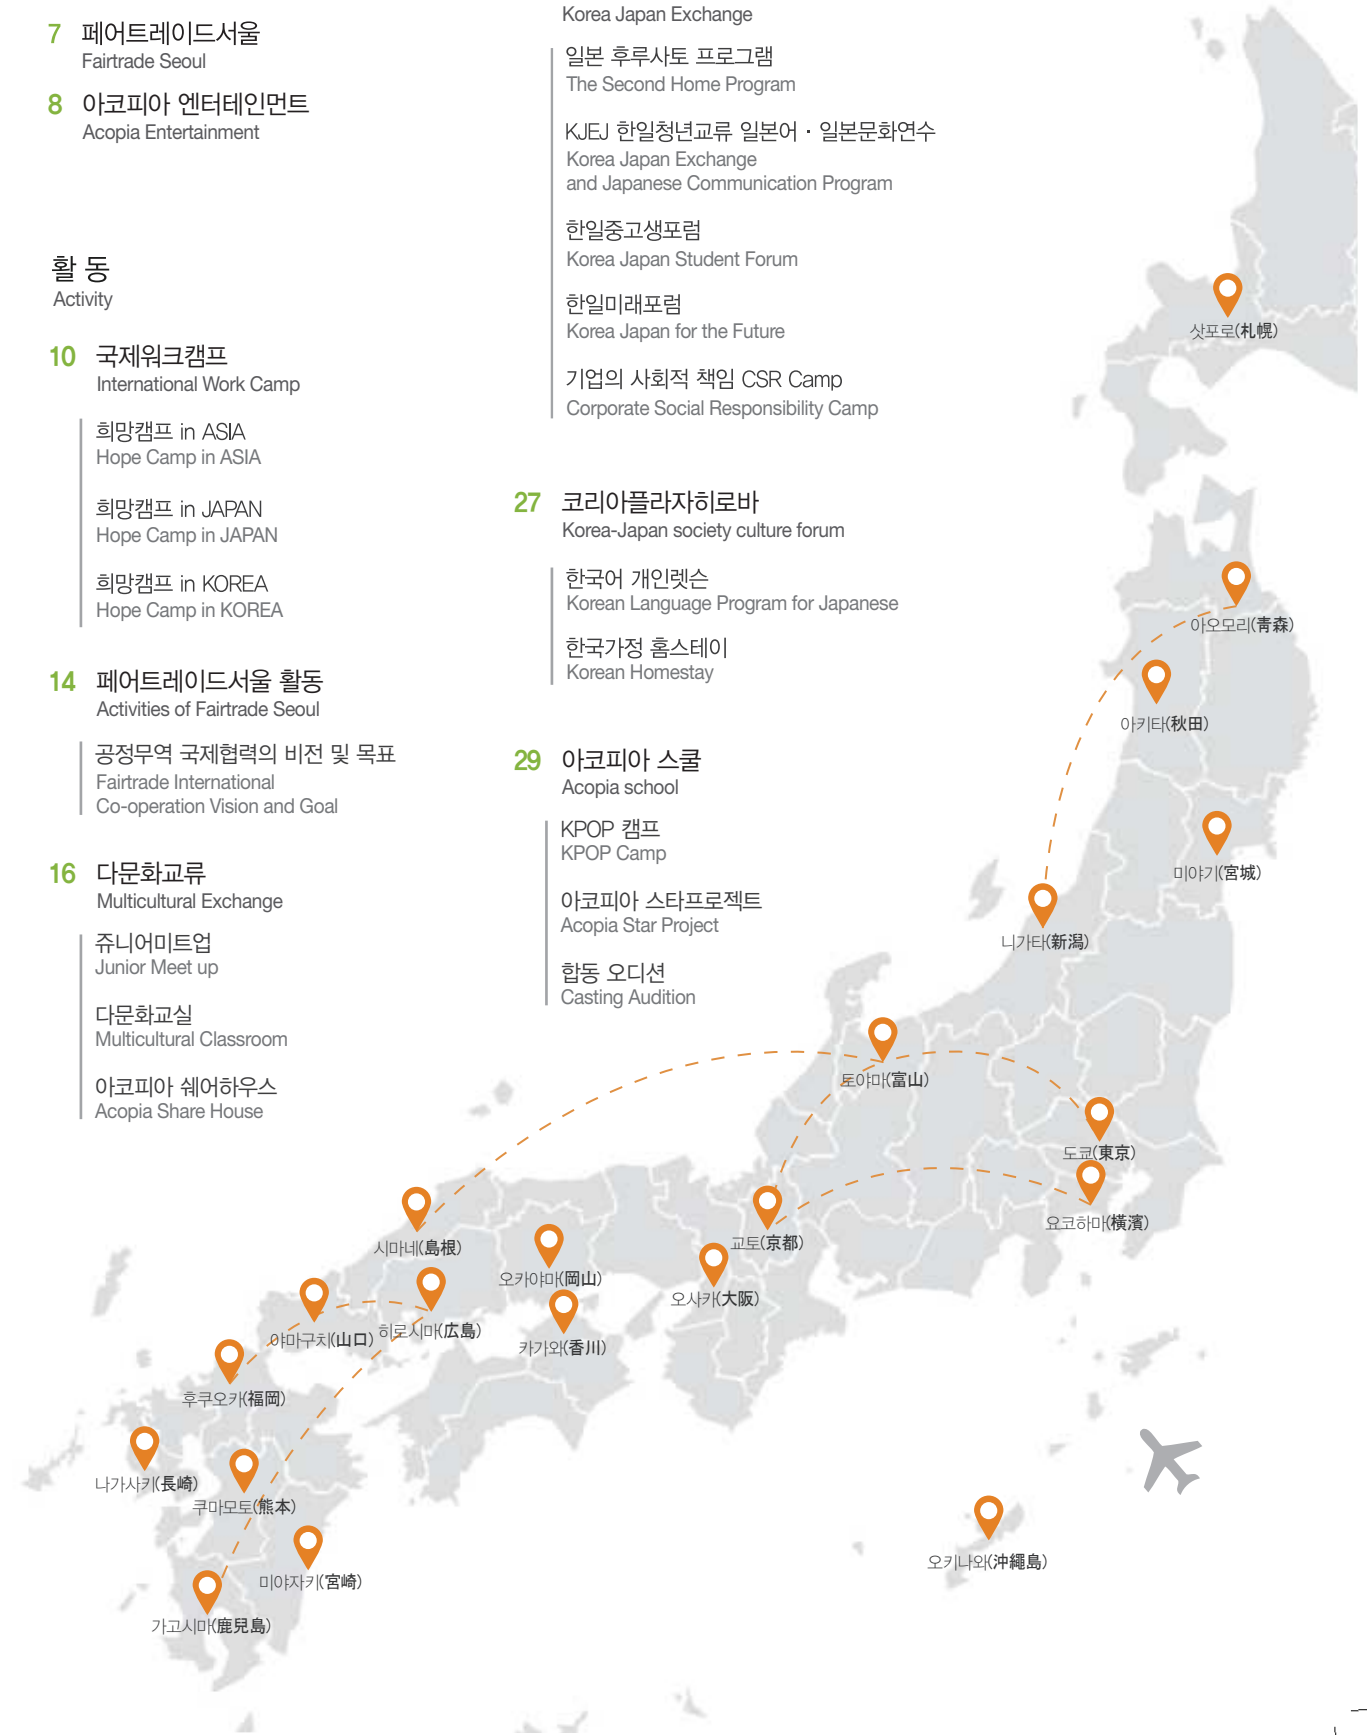 7 페어트레이드서울
Fairtrade Seoul
8 아코피아 엔터테인먼트
Acopia Entertainment
활 동
Activity
10 국제워크캠프
International Work Camp
희망캠프 in ASIA
Hope Camp in ASIA
희망캠프 in JAPAN
Hope Camp in JAPAN
희망캠프 in KOREA
Hope Camp in KOREA
14 페어트레이드서울 활동
Activities of Fairtrade Seoul
공정무역 국제협력의 비전 및 목표
Fairtrade International
Co-operation Vision and Goal
16 다문화교류
Multicultural Exchange
쥬니어미트업
Junior Meet up
다문화교실
Multicultural Classroom
아코피아 쉐어하우스
Acopia Share House
Korea Japan Exchange
일본 후루사토 프로그램
The Second Home Program
KJEJ 한일청년교류 일본어 · 일본문화연수
Korea Japan Exchange
and Japanese Communication Program
한일중고생포럼
Korea Japan Student Forum
한일미래포럼
Korea Japan for the Future
기업의 사회적 책임 CSR Camp
Corporate Social Responsibility Camp
27 코리아플라자히로바
Korea-Japan society culture forum
한국어 개인렛슨
Korean Language Program for Japanese
한국가정 홈스테이
Korean Homestay
29 아코피아 스쿨
Acopia school
KPOP 캠프
KPOP Camp
아코피아 스타프로젝트
Acopia Star Project
합동 오디션
Casting Audition
삿포로(札幌)
아오모리(青森)
아키타(秋田)
미야기(宮城)
니가타(新潟)
토야마(富山)
도쿄(東京)
요코하마(橫濱)
교토(京都)
시마네(島根)
오카야마(岡山)
오사카(大阪)
야마구치(山口)
히로시마(広島)
카가와(香川)
후쿠오카(福岡)
나가사키(長崎)
쿠마모토(熊本)
오키나와(沖繩島)
미야자키(宮崎)
가고시마(鹿兒島)